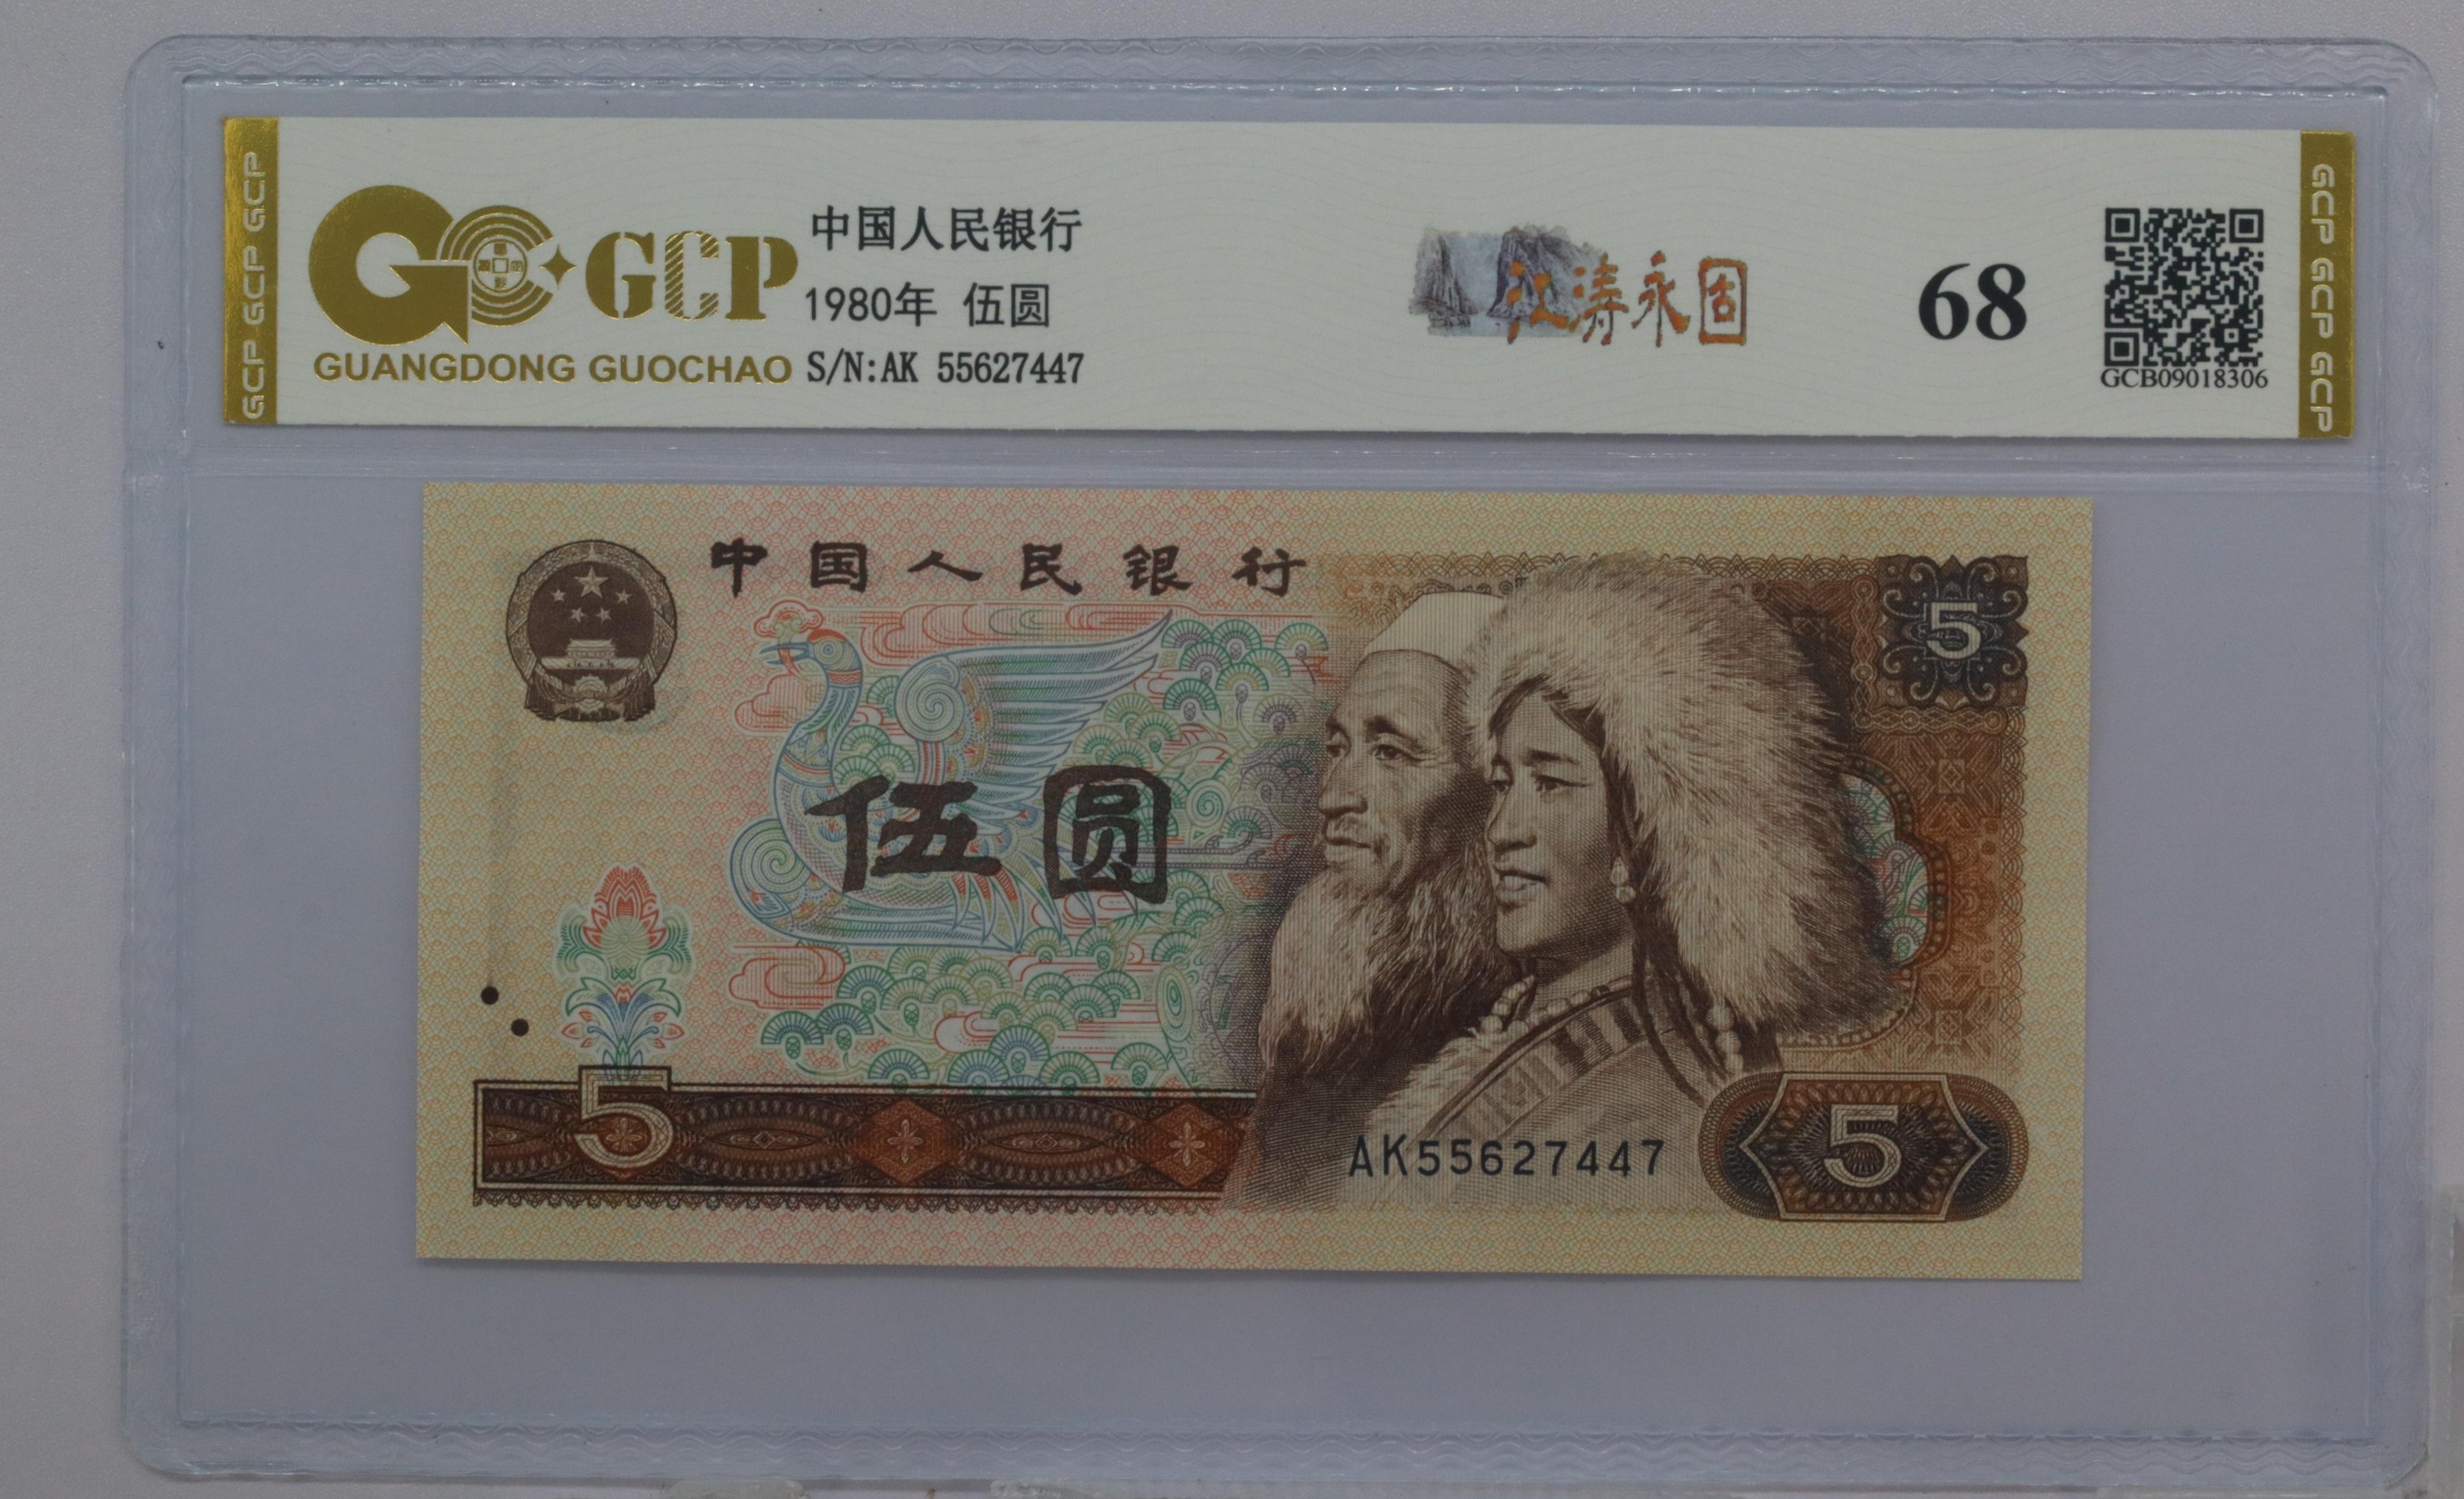 GCP GCP GCP GCP
GCP
GUANGDONG GUOCHAO
中国人民银行
1980年 伍圆
S/N:AK 55627447
江涛永固
68
GCB09018306
GCP GCP GCP GCP
中国人民银行
5
伍圆
5
AK55627447
5